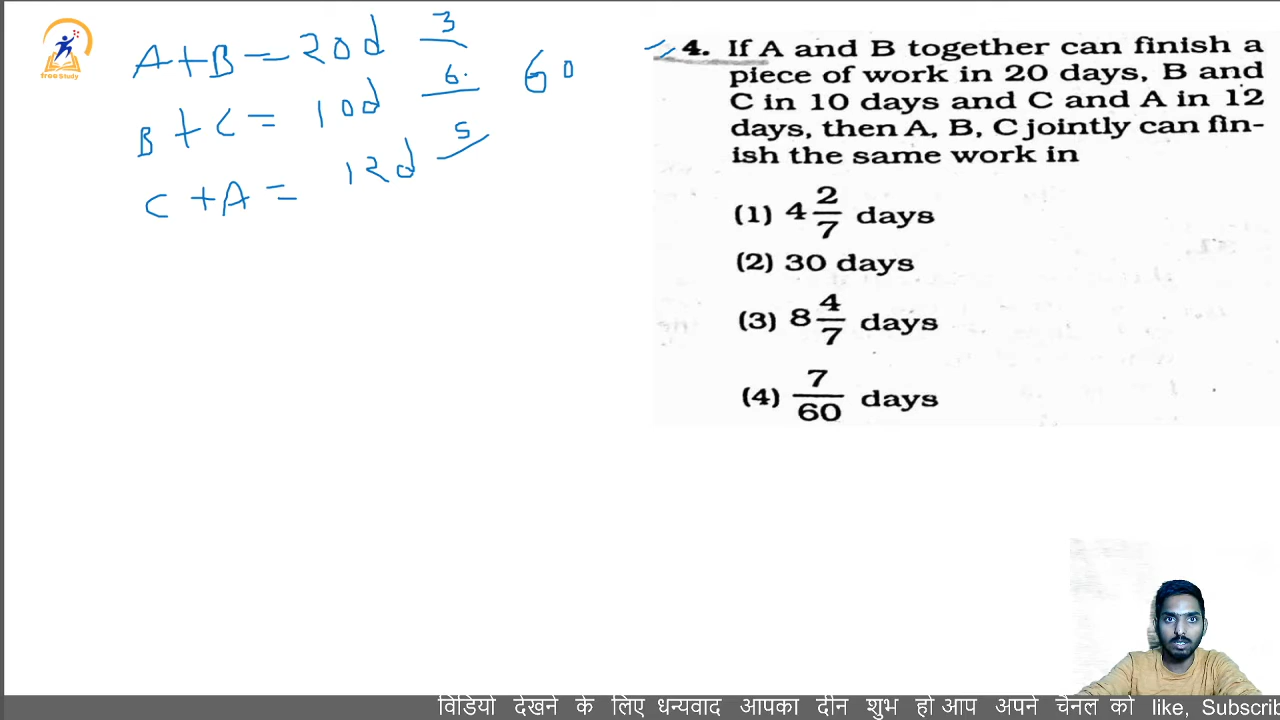 free Study
A+B = 20d 3
B+C = 10d 6. 60
C+A = 12d 5
4. If A and B together can finish a
piece of work in 20 days, B and
C in 10 days and C and A in 12
days, then A, B, C jointly can fin-
ish the same work in
(1) 4 2/7 days
(2) 30 days
(3) 8 4/7 days
(4) 7/60 days
विडियो देखने के लिए धन्यवाद आपका दीन शुभ हो आप अपने चैनल को like, Subscrib